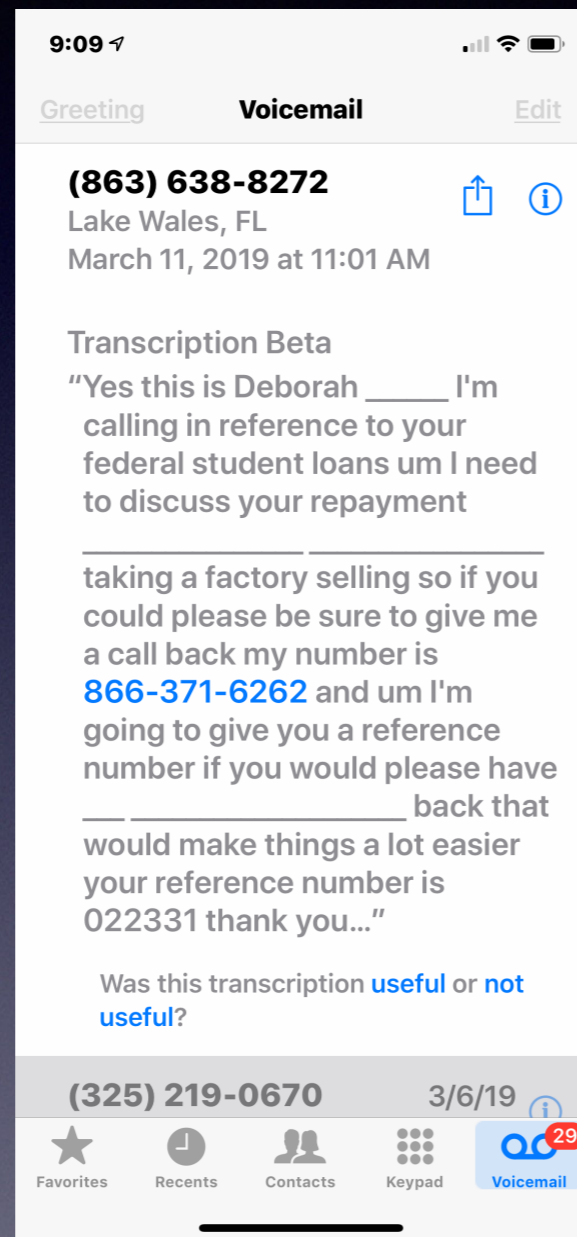 9:09
Greeting Voicemail Edit
(863) 638-8272
Lake Wales, FL
March 11, 2019 at 11:01 AM
Transcription Beta
“Yes this is Deborah ______ I'm
calling in reference to your
federal student loans um I need
to discuss your repayment
________________ _________________
taking a factory selling so if you
could please be sure to give me
a call back my number is
866-371-6262 and um I'm
going to give you a reference
number if you would please have
___ ____________________ back that
would make things a lot easier
your reference number is
022331 thank you...”
Was this transcription useful or not
useful?
(325) 219-0670 3/6/19
29
Favorites Recents Contacts Keypad Voicemail